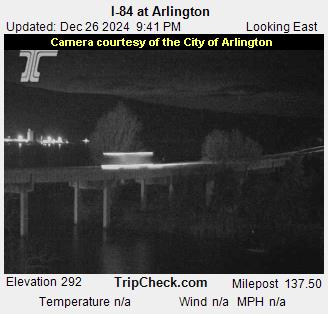 I-84 at Arlington
Updated: Dec 26 2024 9:41 PM Looking East
Camera courtesy of the City of Arlington
Elevation 292 TripCheck.com Milepost 137.50
Temperature n/a Wind n/a MPH n/a